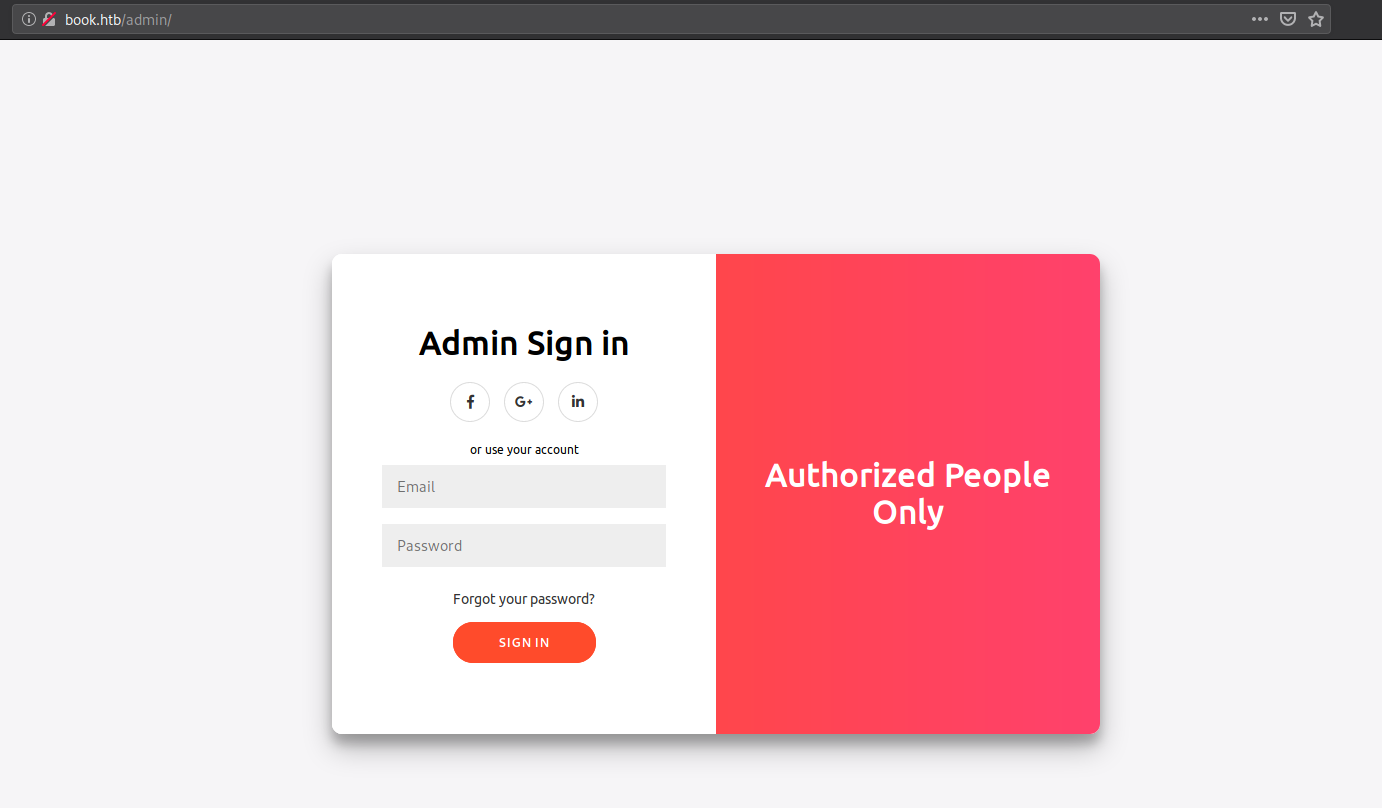 book.htb/admin/
Admin Sign in
f G+ in
or use your account
Email
Password
Forgot your password?
SIGN IN
Authorized People
Only